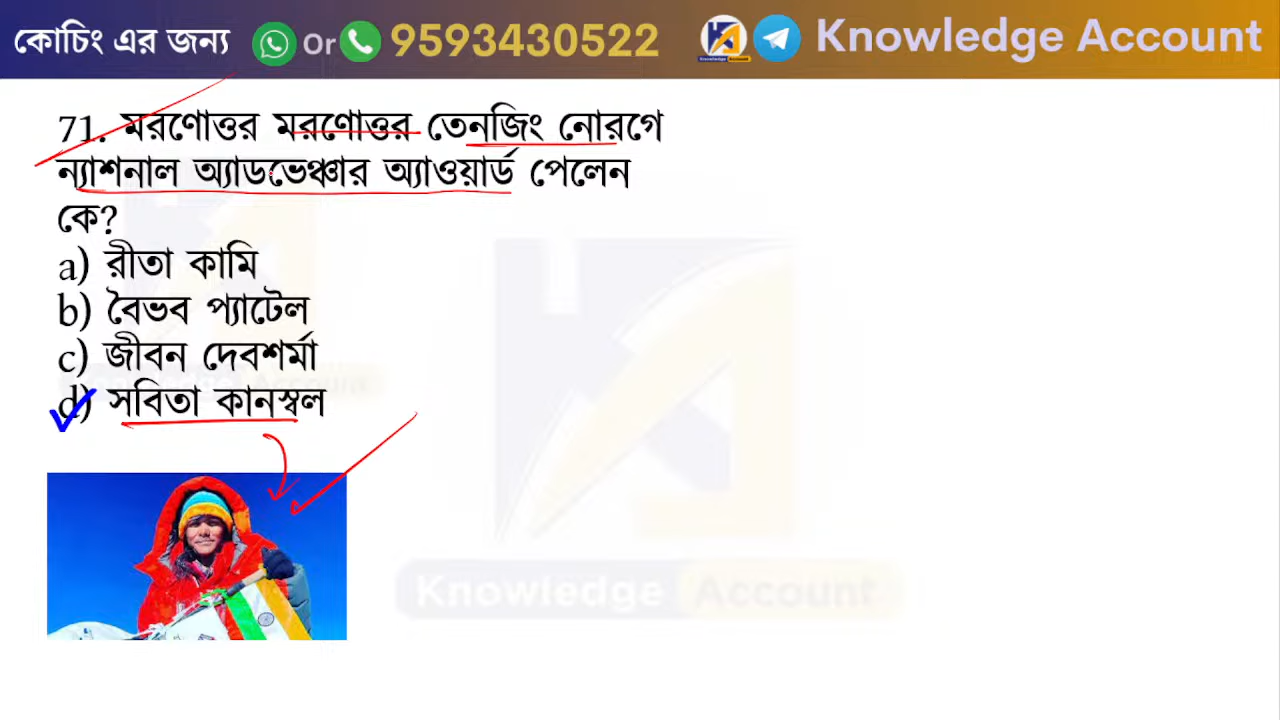 কোচিং এর জন্য Or 9593430522 Knowledge Account
71. মরণোত্তর মরণোত্তর তেনজিং নোরগে
ন্যাশনাল অ্যাডভেঞ্চার অ্যাওয়ার্ড পেলেন
কে?
a) রীতা কামি
b) বৈভব প্যাটেল
c) জীবন দেবশর্মা
d) সবিতা কানস্বল
Knowledge Account